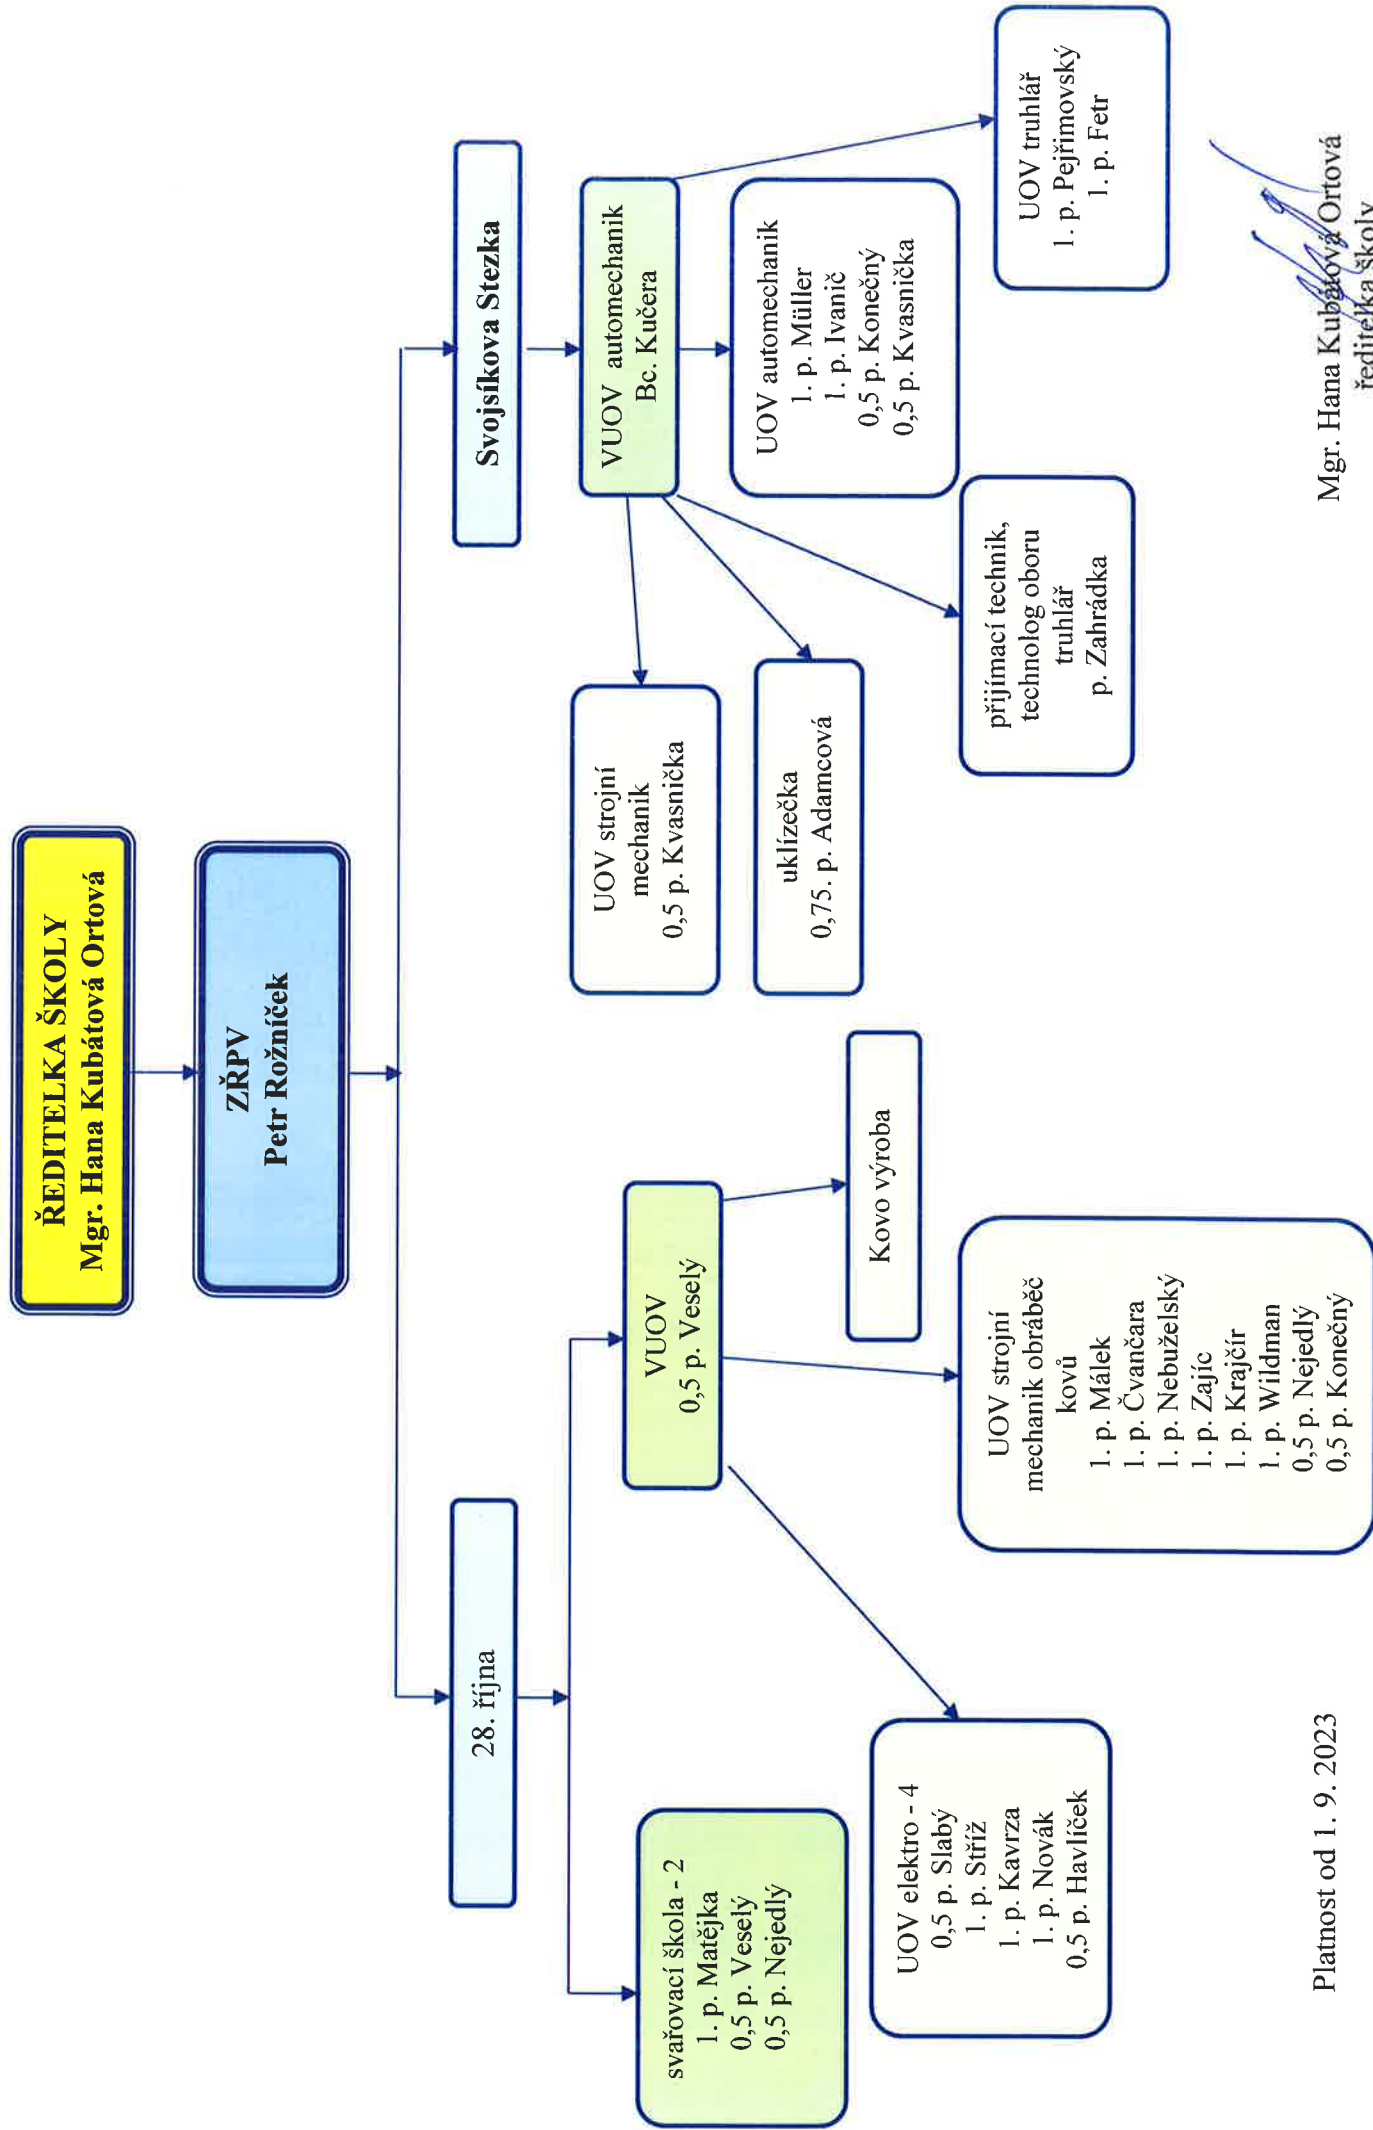 ŘEDITELKA ŠKOLY
Mgr. Hana Kubátová Ortová
ZŘPV
Petr Rožníček
28. října
Svojsíkova Stezka
svařovací škola - 2
1. p. Matějka
0,5 p. Veselý
0,5 p. Nejedlý
VUOV
0,5 p. Veselý
UOV elektro - 4
0,5 p. Slabý
1. p. Stříž
1. p. Kavrza
1. p. Novák
0,5 p. Havlíček
UOV strojní
mechanik obráběč
kovů
1. p. Málek
1. p. Čvančara
1. p. Nebuželský
1. p. Zajíc
1. p. Krajčír
1. p. Wildman
0,5 p. Nejedlý
0,5 p. Konečný
Kovo výroba
VUOV automechanik
Bc. Kučera
UOV strojní
mechanik
0,5 p. Kvasnička
uklízečka
0,75. p. Adamcová
přijímací technik,
technolog oboru
truhlář
p. Zahrádka
UOV automechanik
1. p. Müller
1. p. Ivanič
0,5 p. Konečný
0,5 p. Kvasnička
UOV truhlář
1. p. Pejřimovský
1. p. Fetr
Platnost od 1. 9. 2023
Mgr. Hana Kubátová Ortová
ředitelka školy